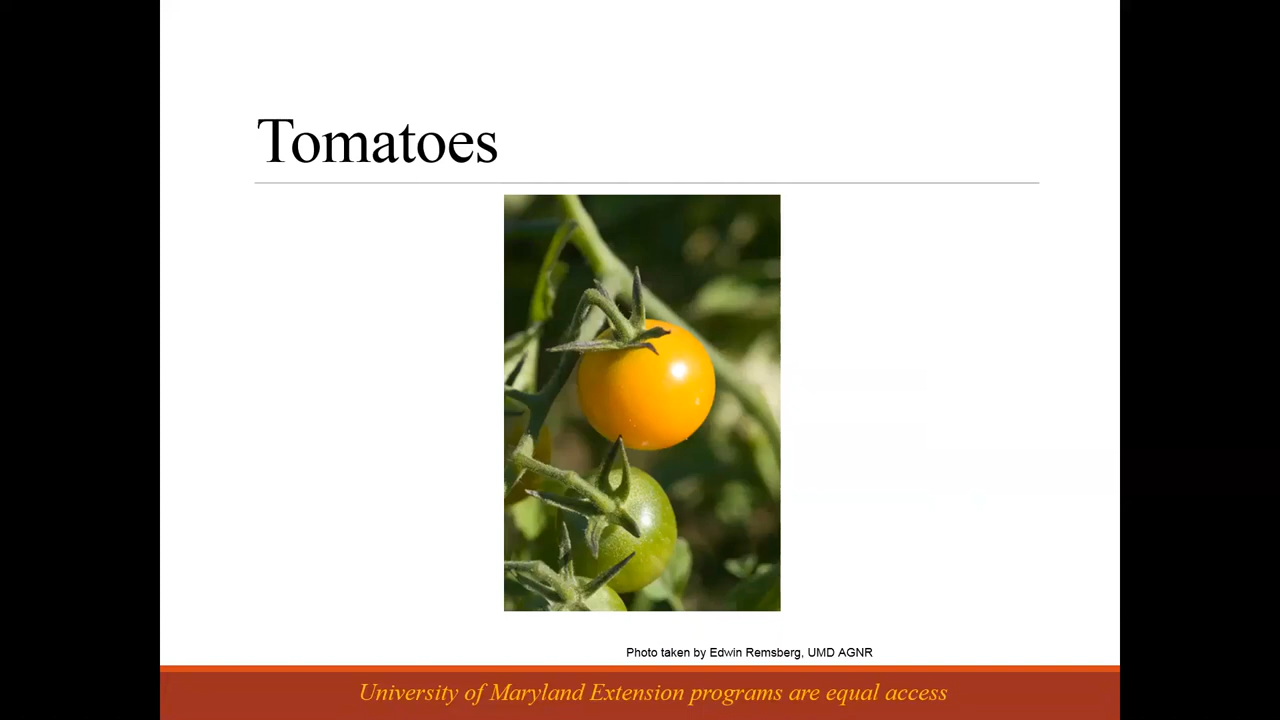 Tomatoes
Photo taken by Edwin Remsberg, UMD AGNR
University of Maryland Extension programs are equal access